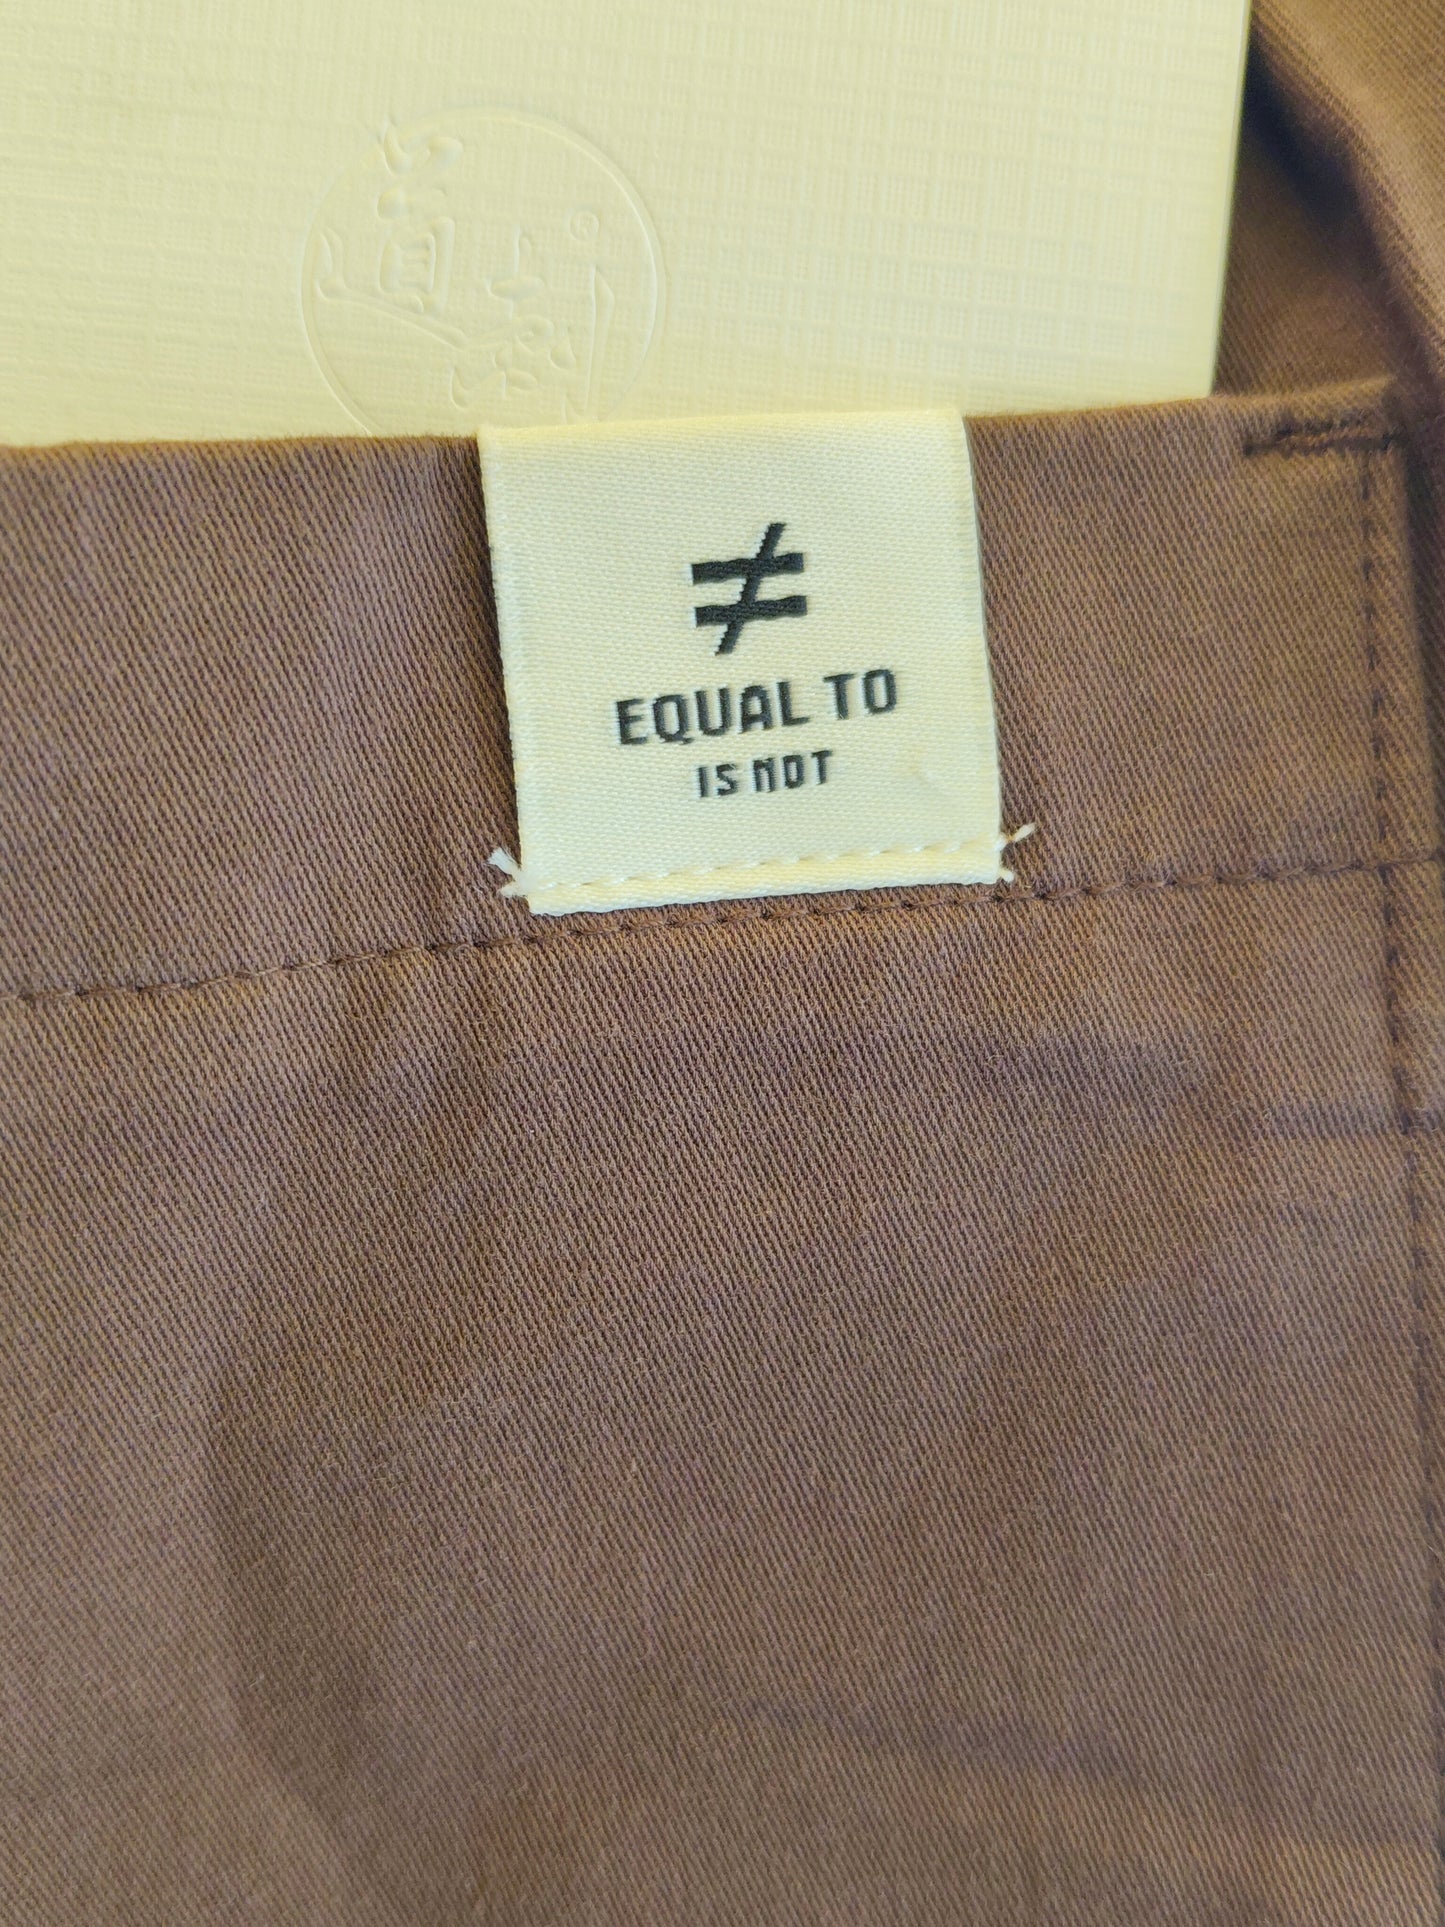 ®
≠
EQUAL TO
IS NOT